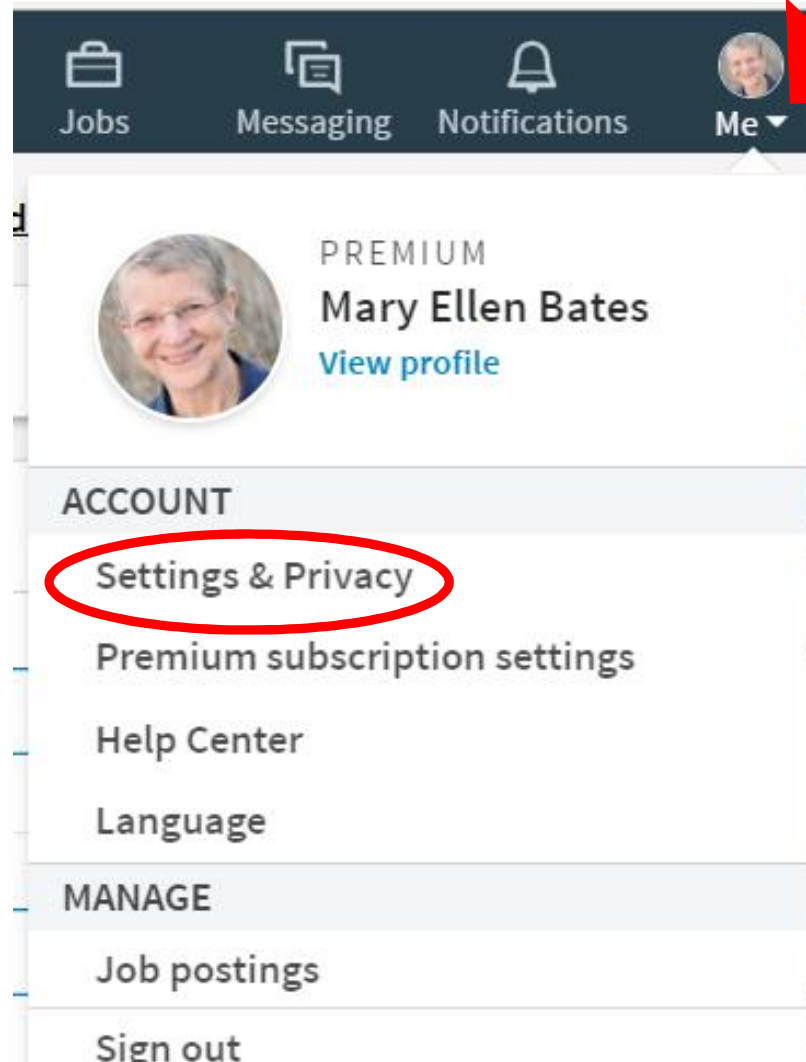 Jobs Messaging Notifications Me
d
PREMIUM
Mary Ellen Bates
View profile
ACCOUNT
Settings & Privacy
Premium subscription settings
Help Center
Language
MANAGE
Job postings
Sign out